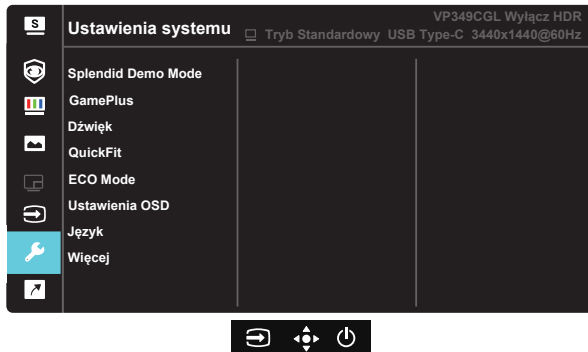 S
Ustawienia systemu
VP349CGL Wyłącz HDR
Tryb Standardowy USB Type-C 3440x1440@60Hz
Splendid Demo Mode
GamePlus
Dźwięk
QuickFit
ECO Mode
Ustawienia OSD
Język
Więcej